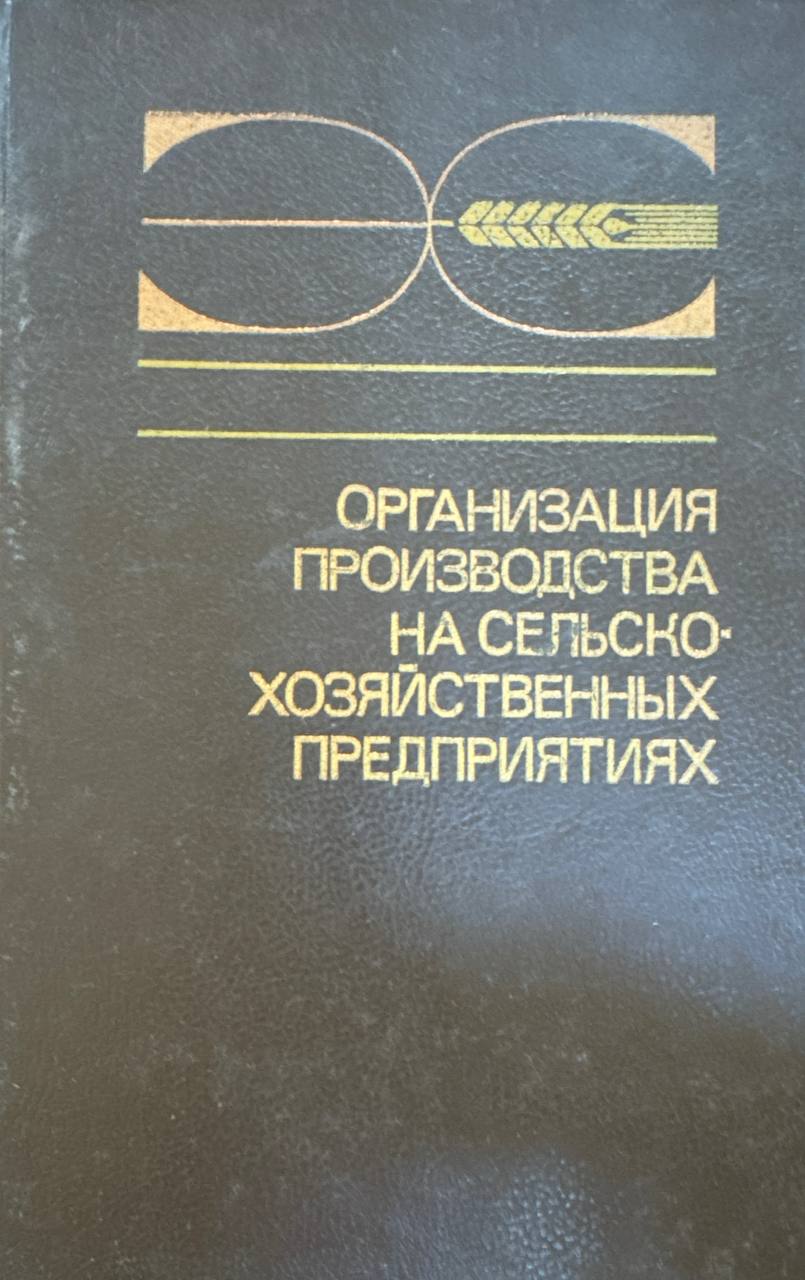 ОРГАНИЗАЦИЯ
ПРОИЗВОДСТВА
НА СЕЛЬСКО-
ХОЗЯЙСТВЕННЫХ
ПРЕДПРИЯТИЯХ